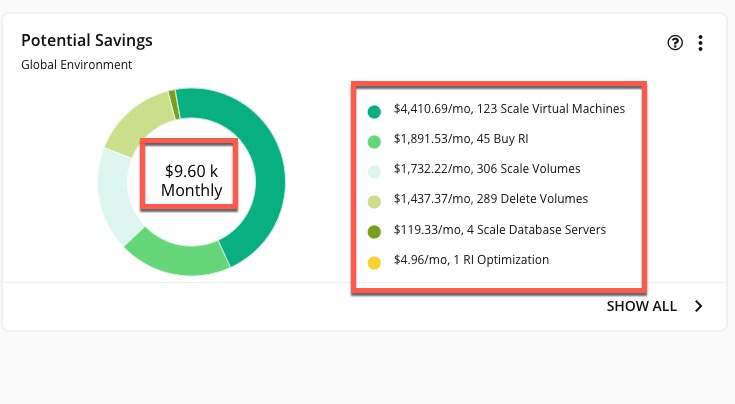 Potential Savings
Global Environment
$9.60 k
Monthly
$4,410.69/mo, 123 Scale Virtual Machines
$1,891.53/mo, 45 Buy RI
$1,732.22/mo, 306 Scale Volumes
$1,437.37/mo, 289 Delete Volumes
$119.33/mo, 4 Scale Database Servers
$4.96/mo, 1 RI Optimization
SHOW ALL